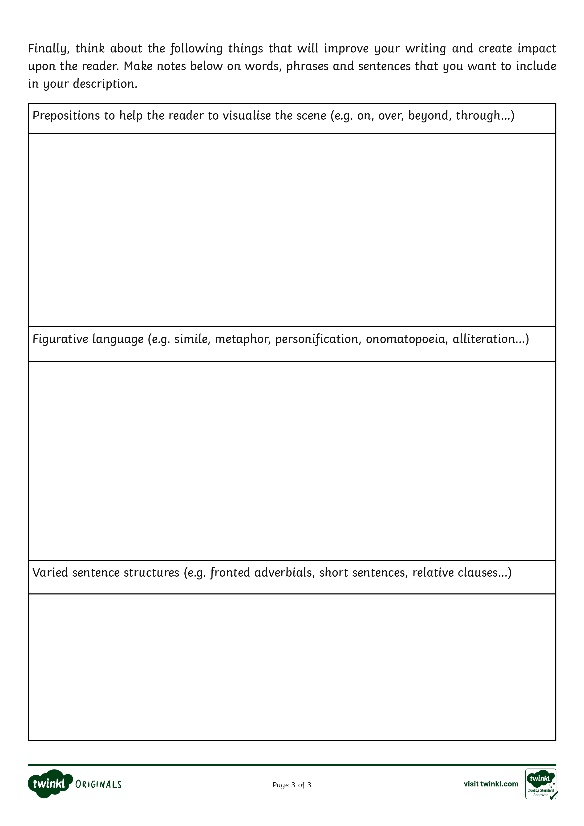 Finally, think about the following things that will improve your writing and create impact
upon the reader. Make notes below on words, phrases and sentences that you want to include
in your description.
Prepositions to help the reader to visualise the scene (e.g. on, over, beyond, through...)
Figurative language (e.g. simile, metaphor, personification, onomatopoeia, alliteration...)
Varied sentence structures (e.g. fronted adverbials, short sentences, relative clauses...)
twinkl ORIGINALS
Page 3 of 3
visit twinkl.com
twinkl
Quality Standard
Approved